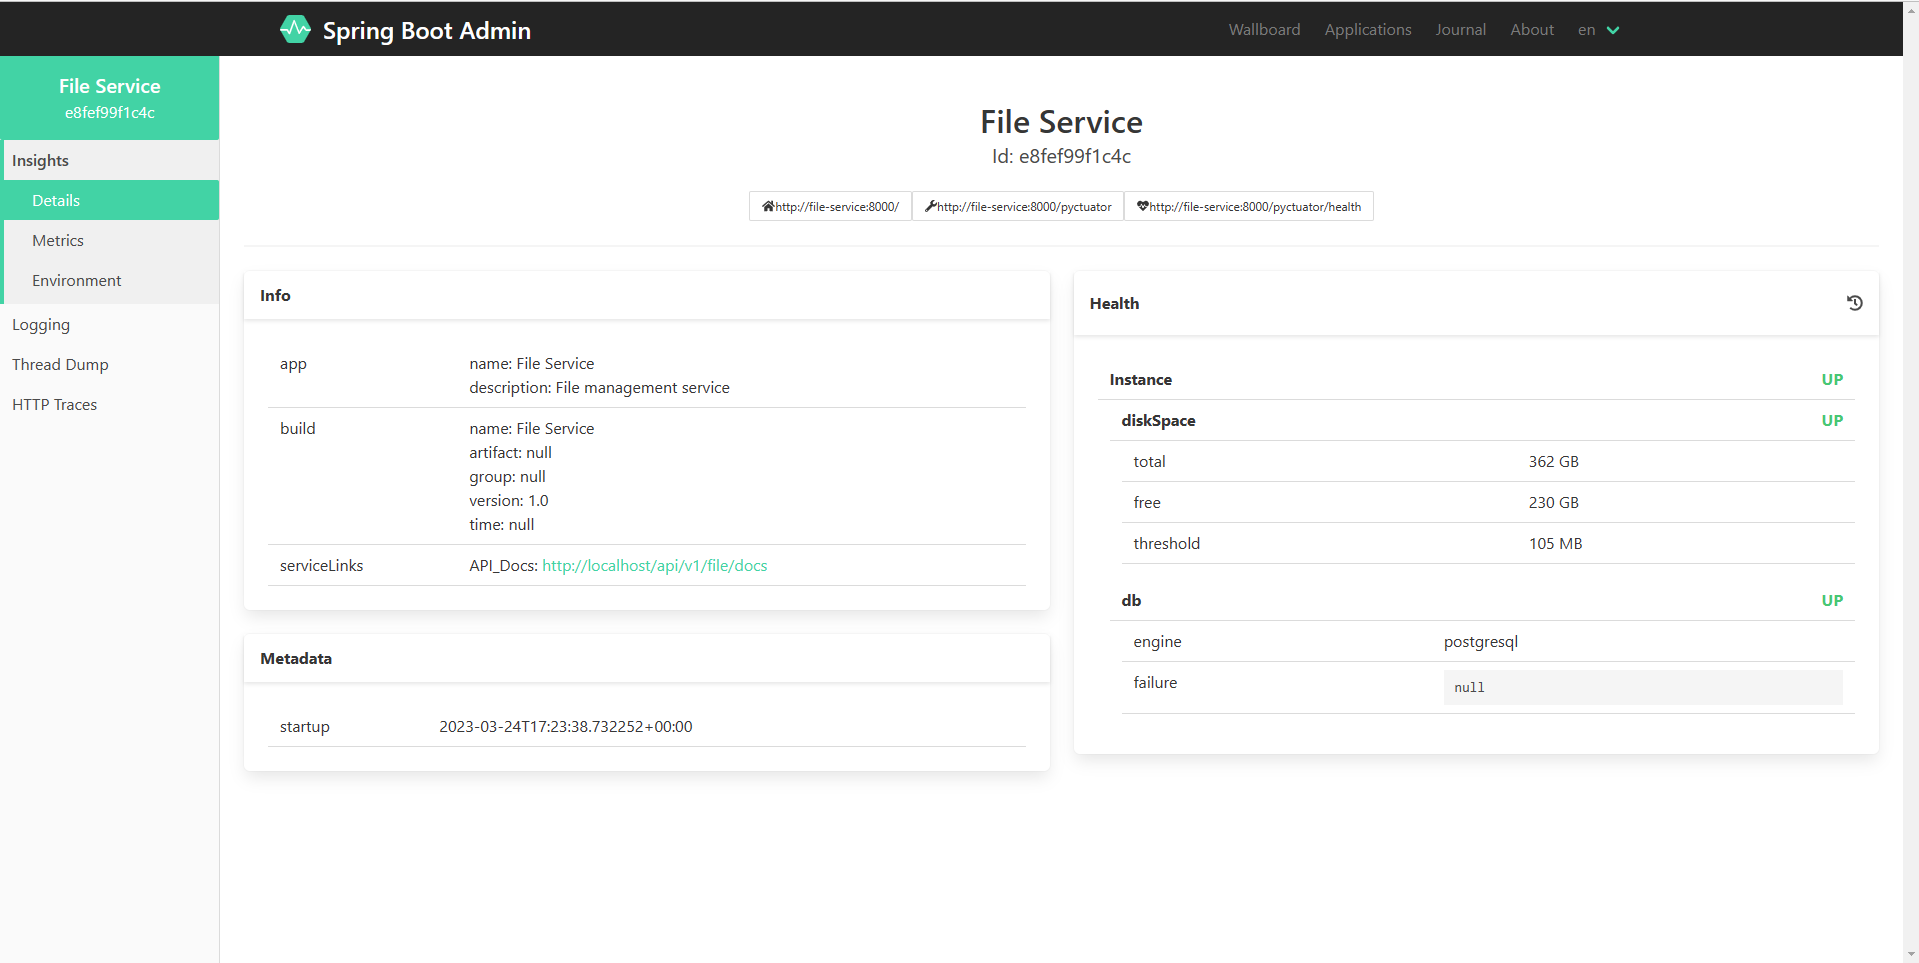 Spring Boot Admin
Wallboard Applications Journal About en
File Service
e8fef99f1c4c
Insights
Details
Metrics
Environment
Logging
Thread Dump
HTTP Traces
File Service
Id: e8fef99f1c4c
http://file-service:8000/ http://file-service:8000/pyctuator http://file-service:8000/pyctuator/health
Info
app name: File Service
description: File management service
build name: File Service
artifact: null
group: null
version: 1.0
time: null
serviceLinks API_Docs: http://localhost/api/v1/file/docs
Metadata
startup 2023-03-24T17:23:38.732252+00:00
Health
Instance UP
diskSpace UP
total 362 GB
free 230 GB
threshold 105 MB
db UP
engine postgresql
failure null